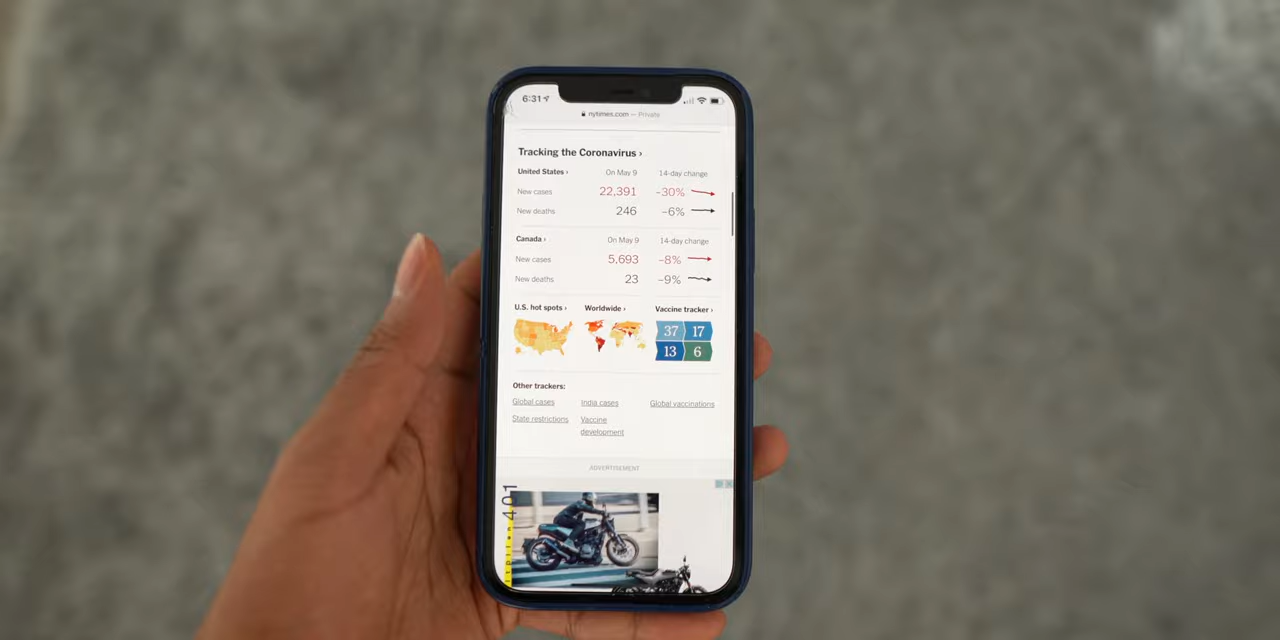 6:31
nytimes.com — Private
Tracking the Coronavirus ›
United States › On May 9 14-day change
New cases 22,391 –30%
New deaths 246 –6%
Canada › On May 9 14-day change
New cases 5,693 –8%
New deaths 23 –9%
U.S. hot spots › Worldwide › Vaccine tracker ›
37 17
13 6
Other trackers:
Global cases India cases Global vaccinations
State restrictions Vaccine
development
ADVERTISEMENT
401